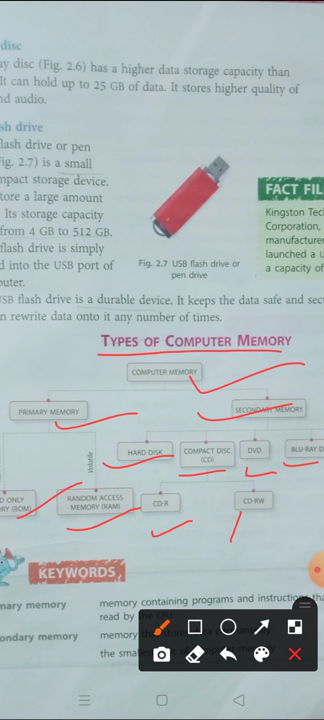 disc
ay disc (Fig. 2.6) has a higher data storage capacity than
It can hold up to 25 GB of data. It stores higher quality of
nd audio.
sh drive
flash drive or pen
Fig. 2.7) is a small
mpact storage device.
tore a large amount
Its storage capacity
from 4 GB to 512 GB.
flash drive is simply
d into the USB port of
puter.
Fig. 2.7 USB flash drive or
pen drive
FACT FIL
Kingston Tec
Corporation,
manufacturer
launched a u
a capacity of
USB flash drive is a durable device. It keeps the data safe and secu
n rewrite data onto it any number of times.
TYPES OF COMPUTER MEMORY
COMPUTER MEMORY
PRIMARY MEMORY
SECONDARY MEMORY
Volatile
HARD DISK
COMPACT DISC
(CD)
DVD
BLU-RAY D
D ONLY
RY (ROM)
RANDOM ACCESS
MEMORY (RAM)
CD-R
CD-RW
KEYWORDS
mary memory
memory containing programs and instructions tha
read by
ondary memory
memory
the smalles